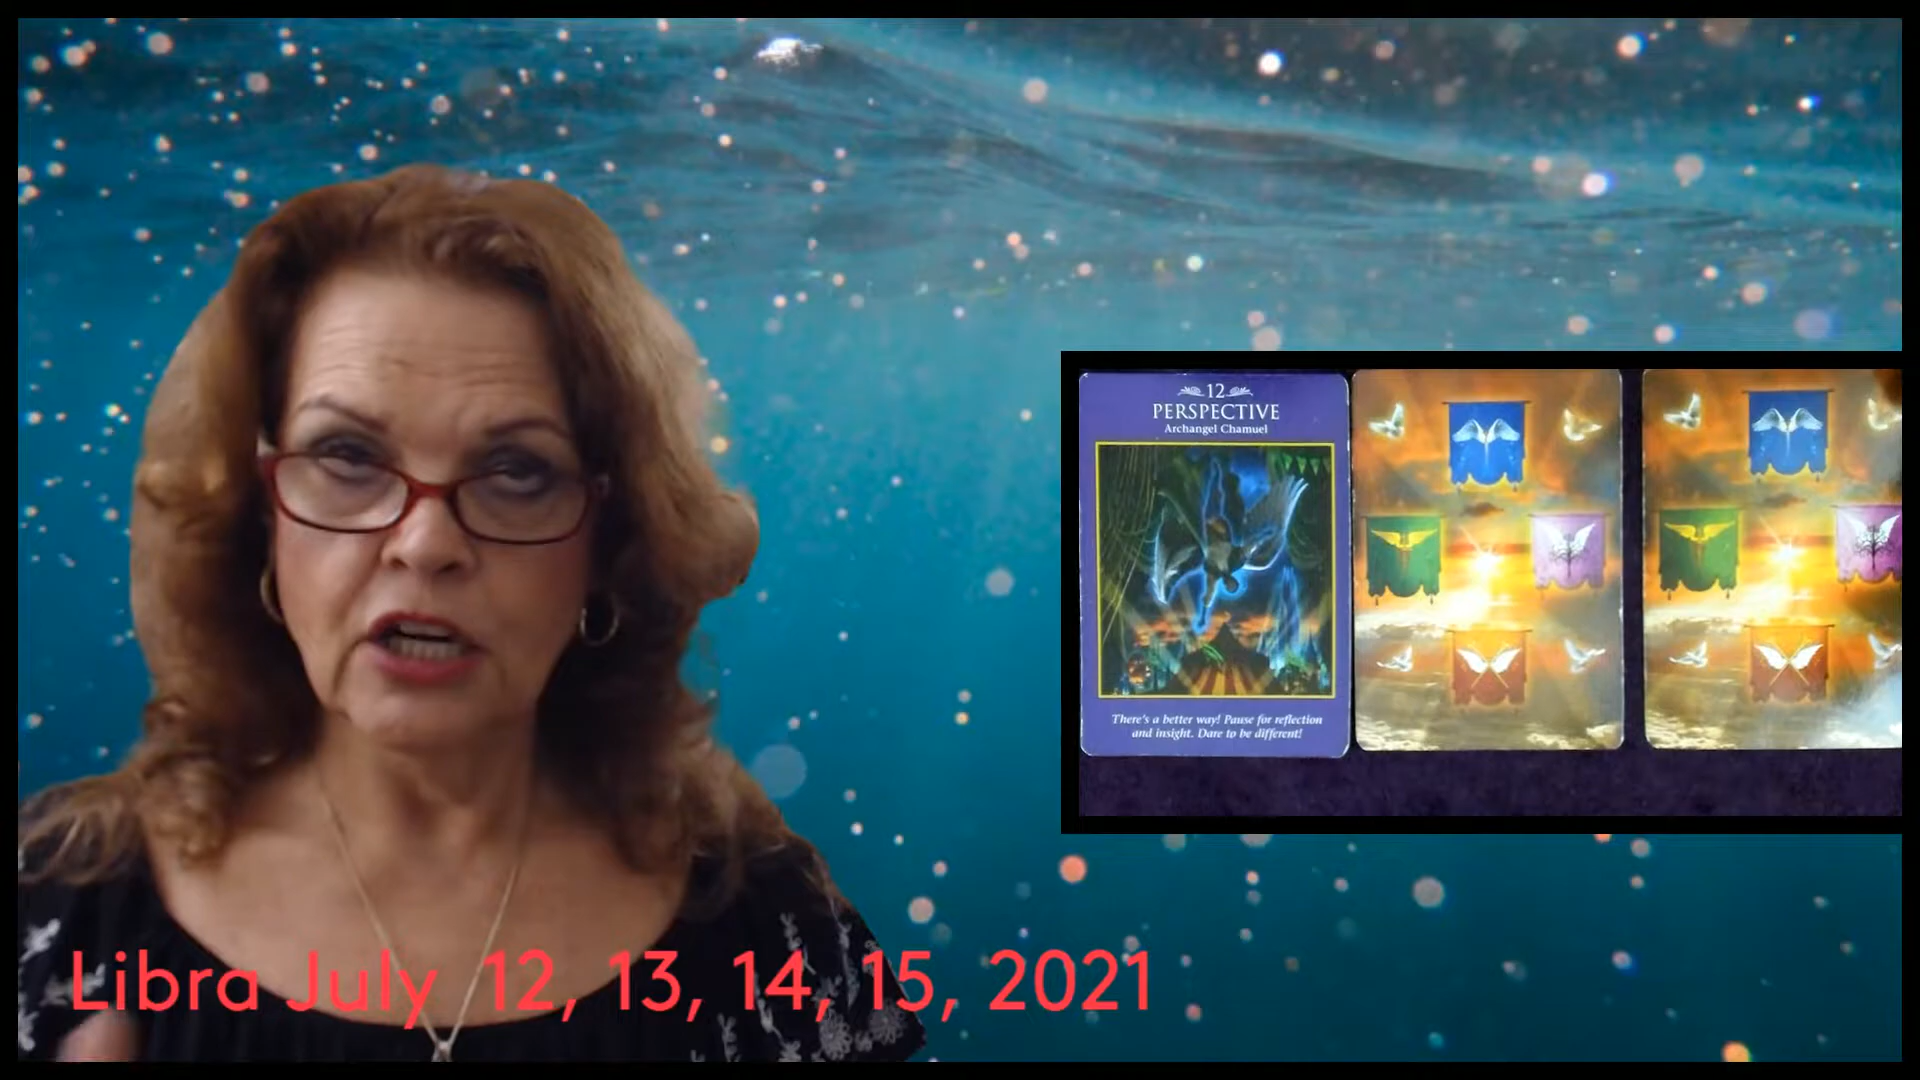 12
PERSPECTIVE
Archangel Chamuel
There's a better way! Pause for reflection
and insight. Dare to be different!
Libra July 12, 13, 14, 15, 2021